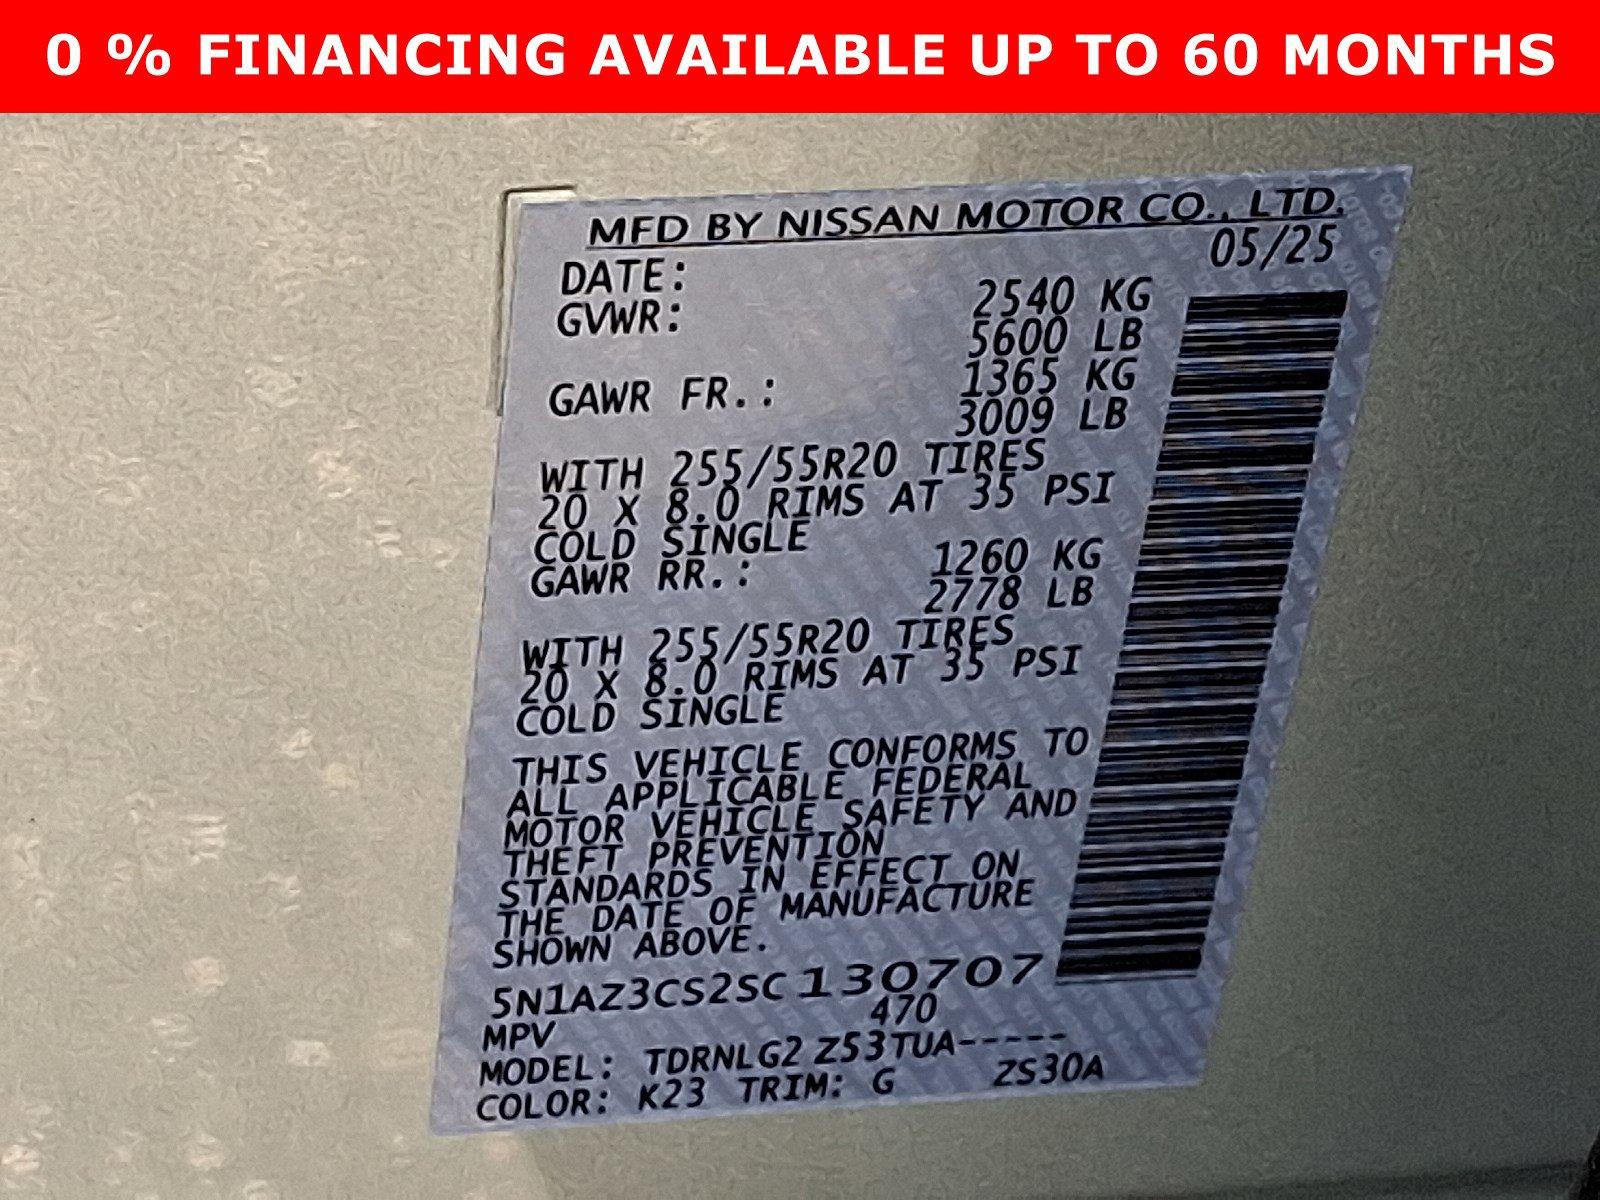 0 % FINANCING AVAILABLE UP TO 60 MONTHS
MFD BY NISSAN MOTOR CO., LTD.
DATE: 05/25
GVWR: 2540 KG
5600 LB
GAWR FR.: 1365 KG
3009 LB
WITH 255/55R20 TIRES
20 X 8.0 RIMS AT 35 PSI
COLD SINGLE
GAWR RR.: 1260 KG
2778 LB
WITH 255/55R20 TIRES
20 X 8.0 RIMS AT 35 PSI
COLD SINGLE
THIS VEHICLE CONFORMS TO
ALL APPLICABLE FEDERAL
MOTOR VEHICLE SAFETY AND
THEFT PREVENTION
STANDARDS IN EFFECT ON
THE DATE OF MANUFACTURE
SHOWN ABOVE.
5N1AZ3CS2SC130707
MPV 470
MODEL: TDRNLG2 Z53TUA-----
COLOR: K23 TRIM: G ZS30A